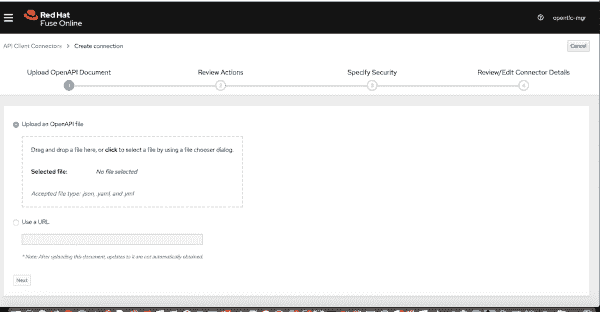 Red Hat
Fuse Online
opentlc-mgr
API Client Connectors > Create connection
Cancel
Upload OpenAPI Document
Review Actions
Specify Security
Review/Edit Connector Details
1
2
3
4
Upload an OpenAPI file
Drag and drop a file here, or click to select a file by using a file chooser dialog.
Selected file: No file selected
Accepted file type: .json, .yaml, and .yml
Use a URL
* Note: After uploading this document, updates to it are not automatically obtained.
Next